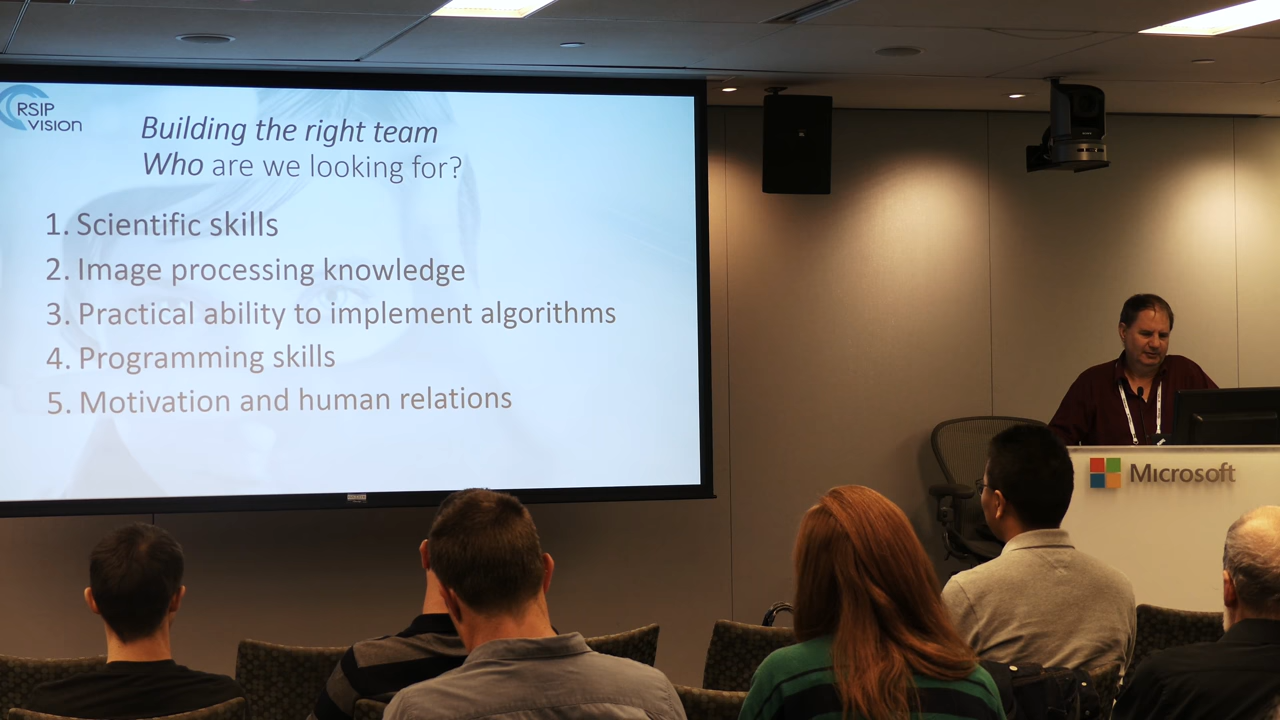 RSIP
VISION
Building the right team
Who are we looking for?
1. Scientific skills
2. Image processing knowledge
3. Practical ability to implement algorithms
4. Programming skills
5. Motivation and human relations
Microsoft